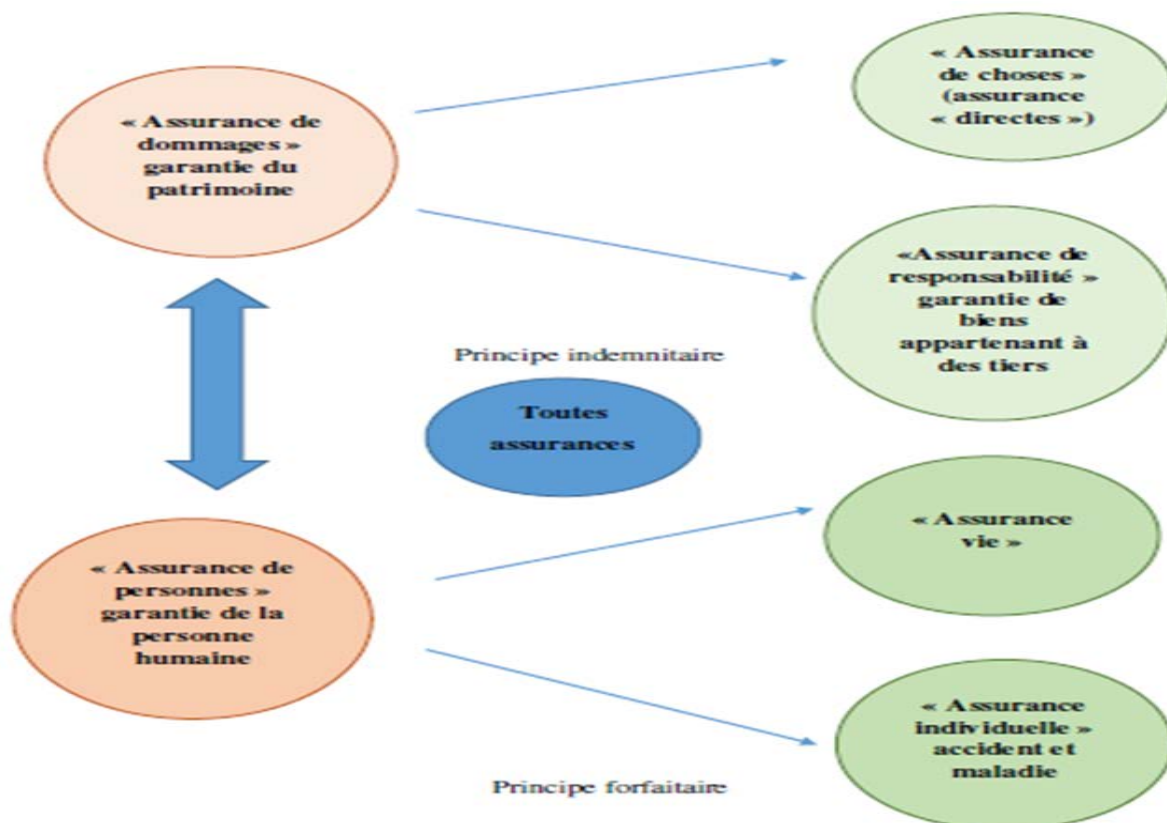 « Assurance de
dommages »
garantie du
patrimoine
« Assurance
de choses »
(assurance
« directes »)
«Assurance de
responsabilité »
garantie de
biens
appartenant à
des tiers
Principe indemnitaire
Toutes
assurances
« Assurance de
personnes »
garantie de la
personne
humaine
« Assurance
vie »
« Assurance
individuelle »
accident et
maladie
Principe forfaitaire